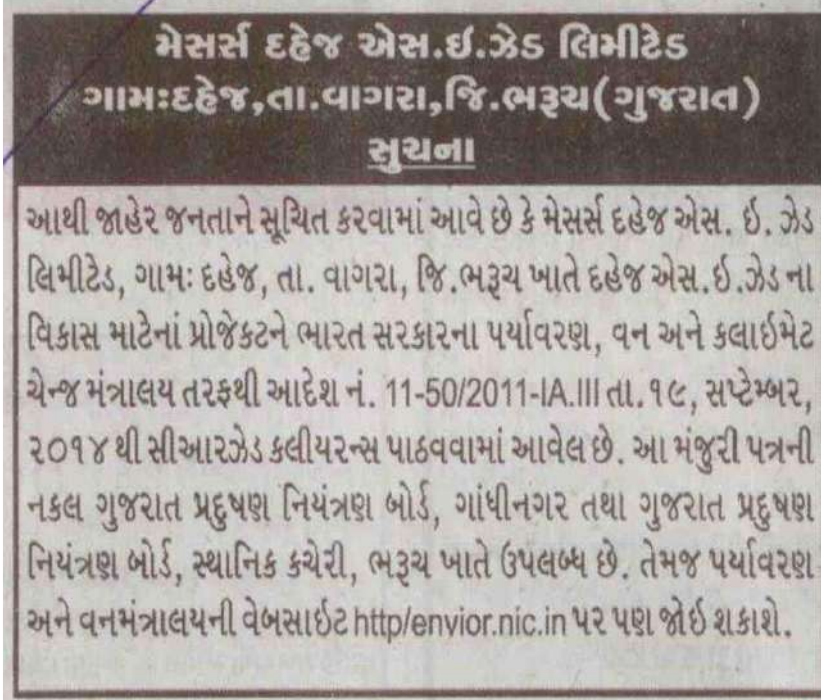 મેસર્સ દહેજ એસ.ઇ.ઝેડ લિમીટેડ
ગામઃદહેજ,તા.વાગરા,જિ.ભરૂચ(ગુજરાત)
સુચના
આથી જાહેર જનતાને સૂચિત કરવામાં આવે છે કે મેસર્સ દહેજ એસ. ઇ. ઝેડ
લિમીટેડ, ગામઃ દહેજ, તા. વાગરા, જિ.ભરૂચ ખાતે દહેજ એસ.ઇ.ઝેડ ના
વિકાસ માટેનાં પ્રોજેકટને ભારત સરકારના પર્યાવરણ, વન અને કલાઇમેટ
ચેન્જ મંત્રાલય તરફથી આદેશ નં. 11-50/2011-IA.III તા.૧૯, સપ્ટેમ્બર,
૨૦૧૪ થી સીઆરઝેડ કલીયરન્સ પાઠવવામાં આવેલ છે. આ મંજુરી પત્રની
નકલ ગુજરાત પ્રદુષણ નિયંત્રણ બોર્ડ, ગાંધીનગર તથા ગુજરાત પ્રદુષણ
નિયંત્રણ બોર્ડ, સ્થાનિક કચેરી, ભરૂચ ખાતે ઉપલબ્ધ છે. તેમજ પર્યાવરણ
અને વનમંત્રાલયની વેબસાઇટ http/envior.nic.in પર પણ જોઇ શકાશે.